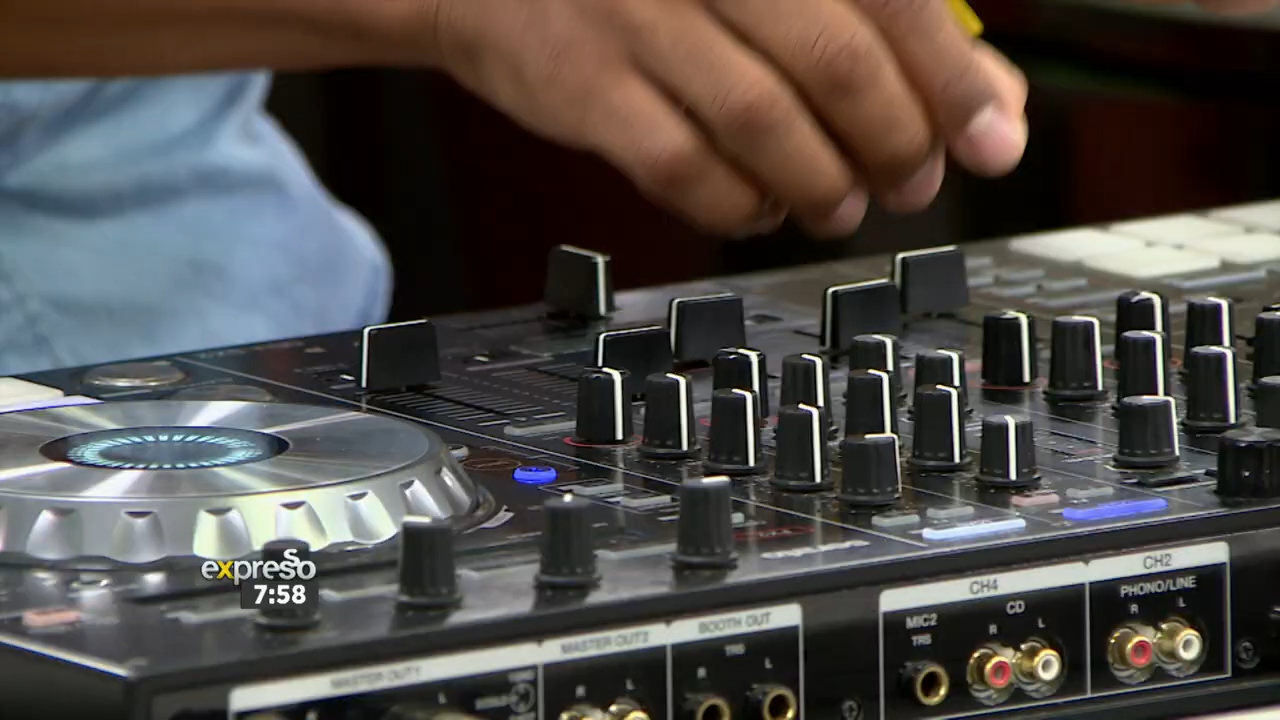 S
expreso
7:58
MASTER OUT1
L
MASTER OUT2
R
L
BOOTH OUT
TRS
R
L
CH4
MIC2
TRS
CD
R
L
CH2
PHONO/LINE
R
L